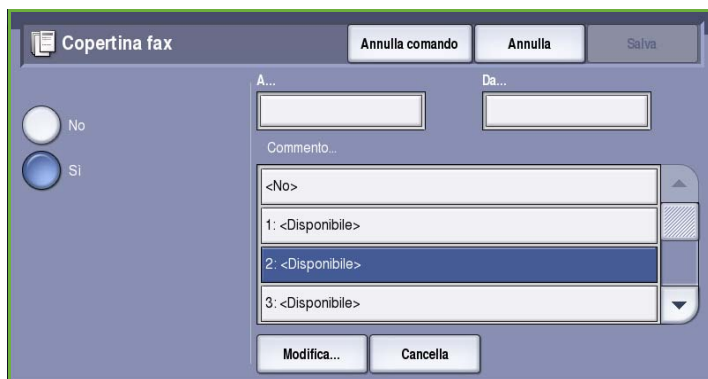 Copertina fax
Annulla comando
Annulla
Salva
A...
Da...
No
Sì
Commento...
<No>
1: <Disponibile>
2: <Disponibile>
3: <Disponibile>
Modifica...
Cancella